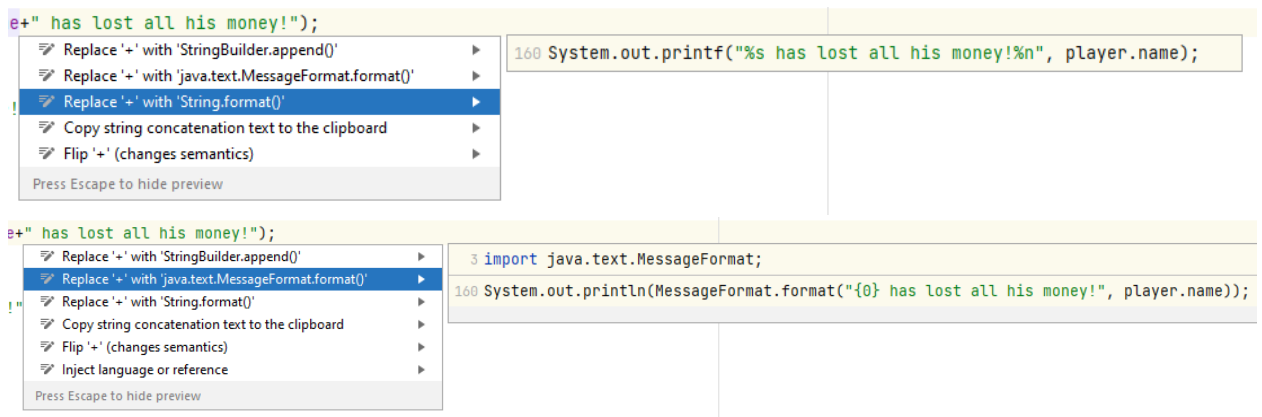 e+" has lost all his money!");
Replace '+' with 'StringBuilder.append()'
Replace '+' with 'java.text.MessageFormat.format()'
Replace '+' with 'String.format()'
Copy string concatenation text to the clipboard
Flip '+' (changes semantics)
Press Escape to hide preview
160 System.out.printf("%s has lost all his money!%n", player.name);
!
e+" has lost all his money!");
Replace '+' with 'StringBuilder.append()'
Replace '+' with 'java.text.MessageFormat.format()'
Replace '+' with 'String.format()'
Copy string concatenation text to the clipboard
Flip '+' (changes semantics)
Inject language or reference
Press Escape to hide preview
3 import java.text.MessageFormat;
160 System.out.println(MessageFormat.format("{0} has lost all his money!", player.name));
!"